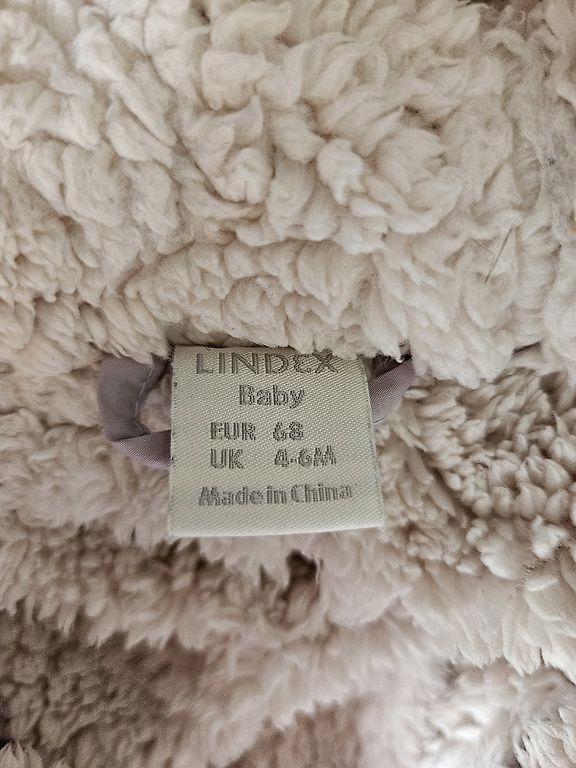 LINDEX
Baby
EUR 68
UK 4-6M
Made in China